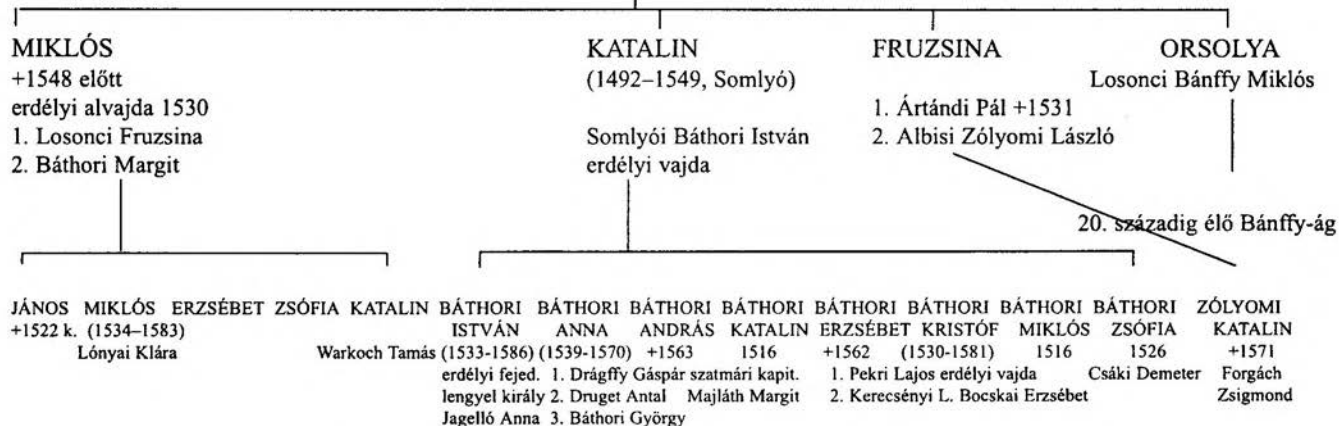 MIKLÓS KATALIN FRUZSINA ORSOLYA
+1548 előtt (1492–1549, Somlyó) Losonci Bánffy Miklós
erdélyi alvajda 1530 1. Ártándi Pál +1531
1. Losonci Fruzsina Somlyói Báthori István 2. Albisi Zólyomi László
2. Báthori Margit erdélyi vajda
20. századig élő Bánffy-ág
JÁNOS MIKLÓS ERZSÉBET ZSÓFIA KATALIN BÁTHORI BÁTHORI BÁTHORI BÁTHORI BÁTHORI BÁTHORI BÁTHORI BÁTHORI ZÓLYOMI
+1522 k. (1534–1583) ISTVÁN ANNA ANDRÁS KATALIN ERZSÉBET KRISTÓF MIKLÓS ZSÓFIA KATALIN
Lónyai Klára Warkoch Tamás (1533-1586) (1539-1570) +1563 1516 +1562 (1530-1581) 1516 1526 +1571
erdélyi fejed. 1. Drágffy Gáspár szatmári kapit. 1. Pekri Lajos erdélyi vajda Csáki Demeter Forgách
lengyel király 2. Druget Antal Majláth Margit 2. Kerecsényi L. Bocskai Erzsébet Zsigmond
Jagelló Anna 3. Báthori György